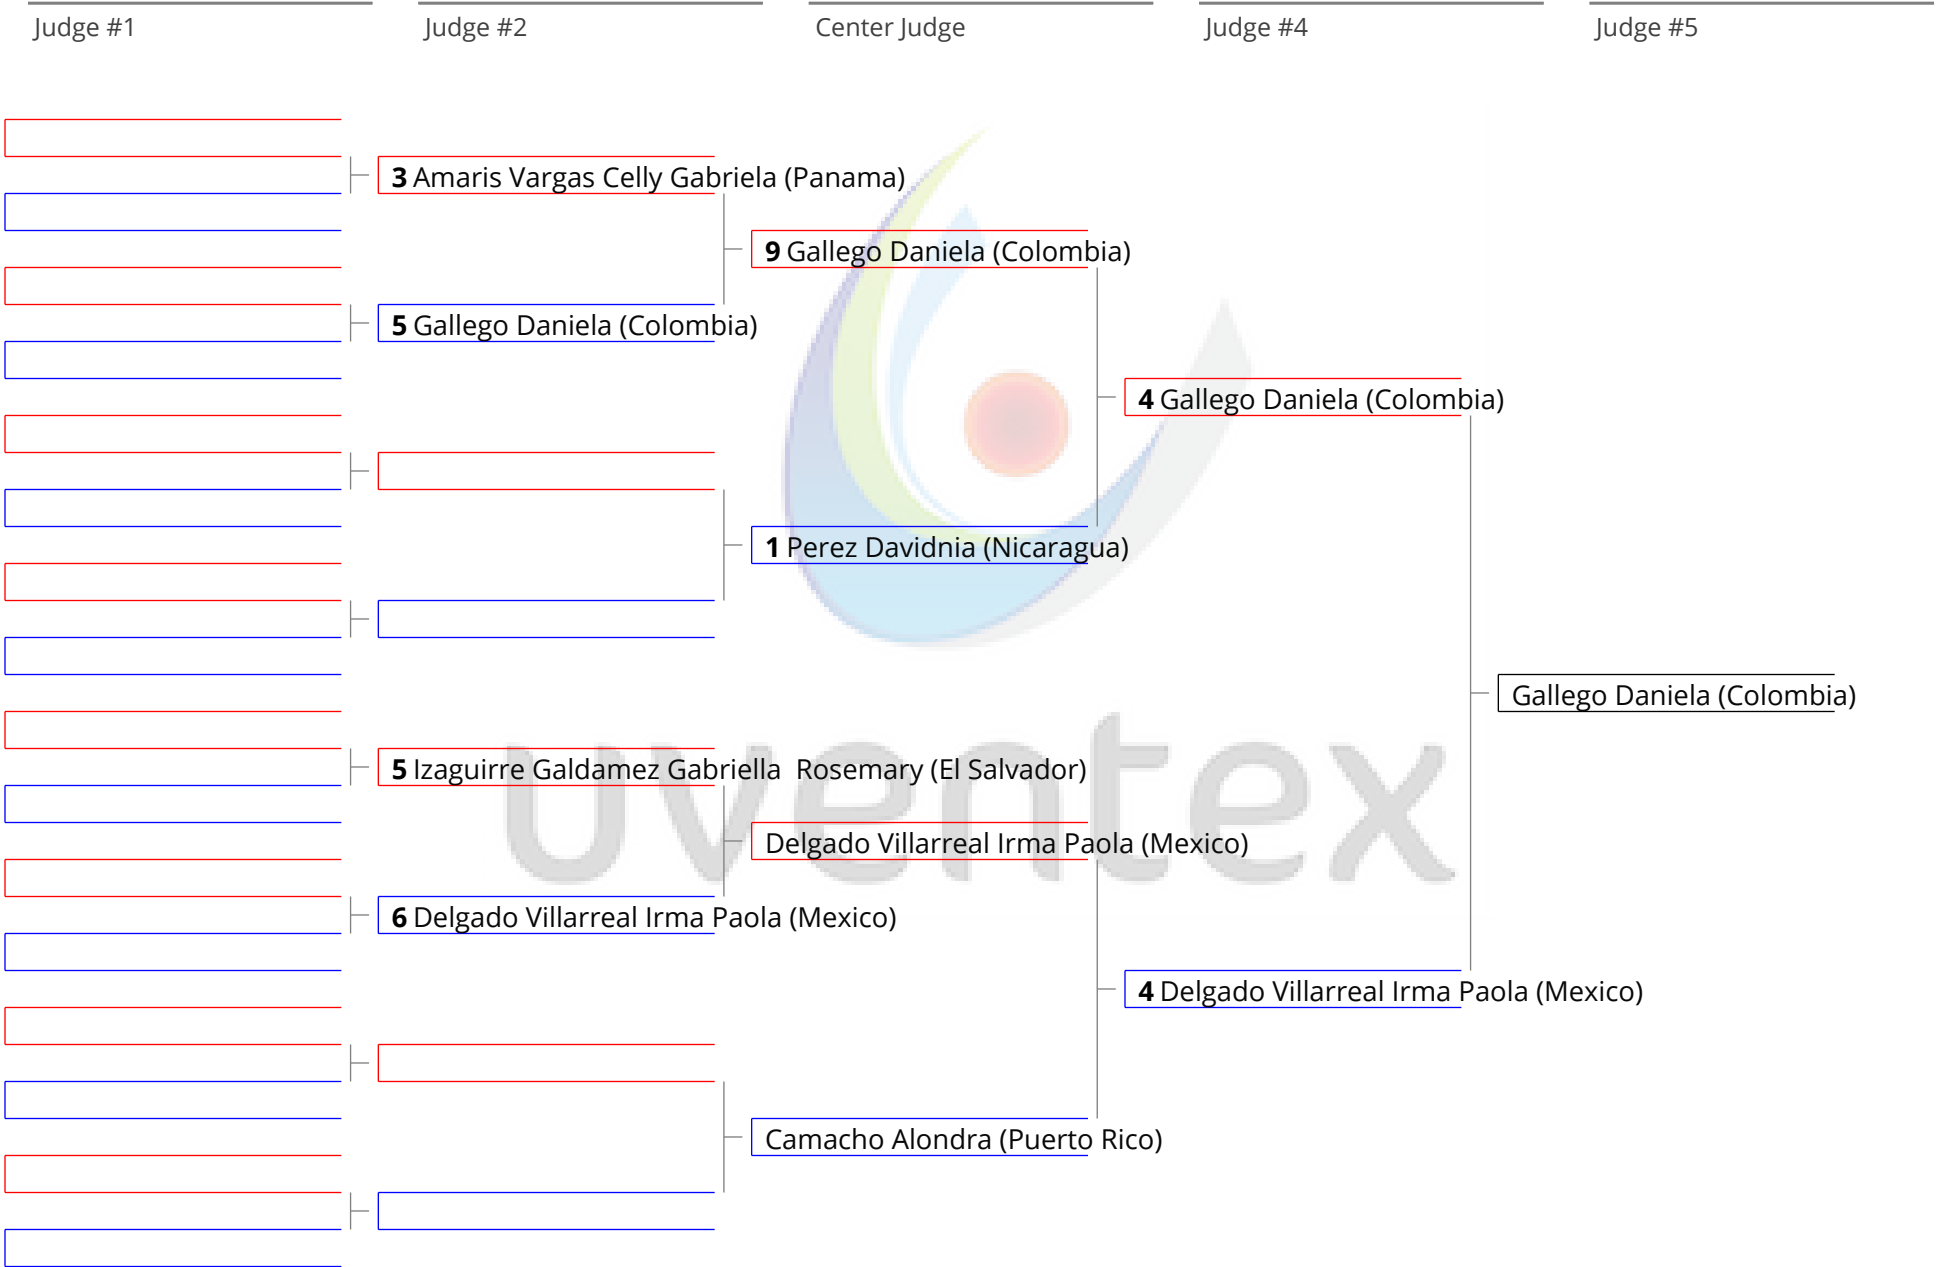 Judge #1 Judge #2 Center Judge Judge #4 Judge #5
3 Amaris Vargas Celly Gabriela (Panama)
9 Gallego Daniela (Colombia)
5 Gallego Daniela (Colombia)
4 Gallego Daniela (Colombia)
1 Perez Davidnia (Nicaragua)
Gallego Daniela (Colombia)
5 Izaguirre Galdamez Gabriella Rosemary (El Salvador)
uventex
Delgado Villarreal Irma Paola (Mexico)
6 Delgado Villarreal Irma Paola (Mexico)
4 Delgado Villarreal Irma Paola (Mexico)
Camacho Alondra (Puerto Rico)